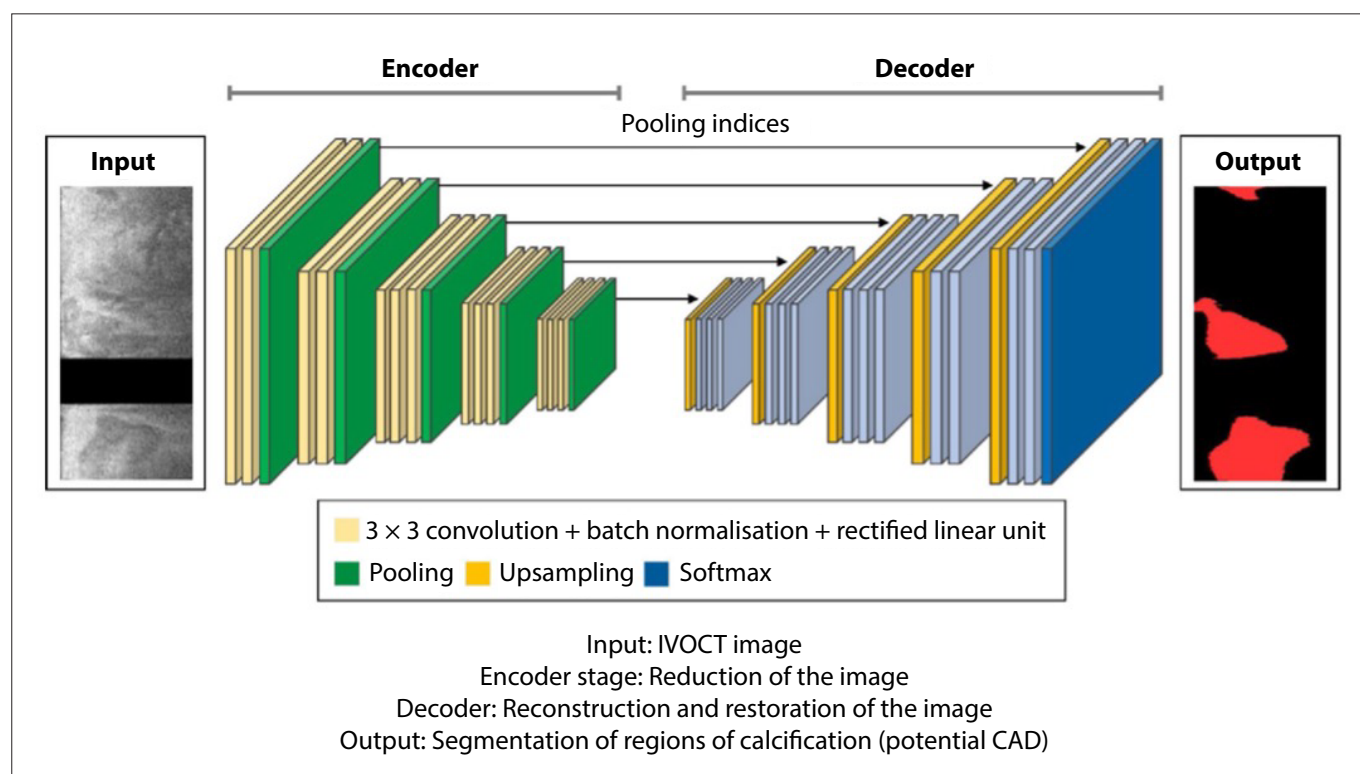 Encoder
Decoder
Pooling indices
Input
Output
3 × 3 convolution + batch normalisation + rectified linear unit
Pooling Upsampling Softmax
Input: IVOCT image
Encoder stage: Reduction of the image
Decoder: Reconstruction and restoration of the image
Output: Segmentation of regions of calcification (potential CAD)